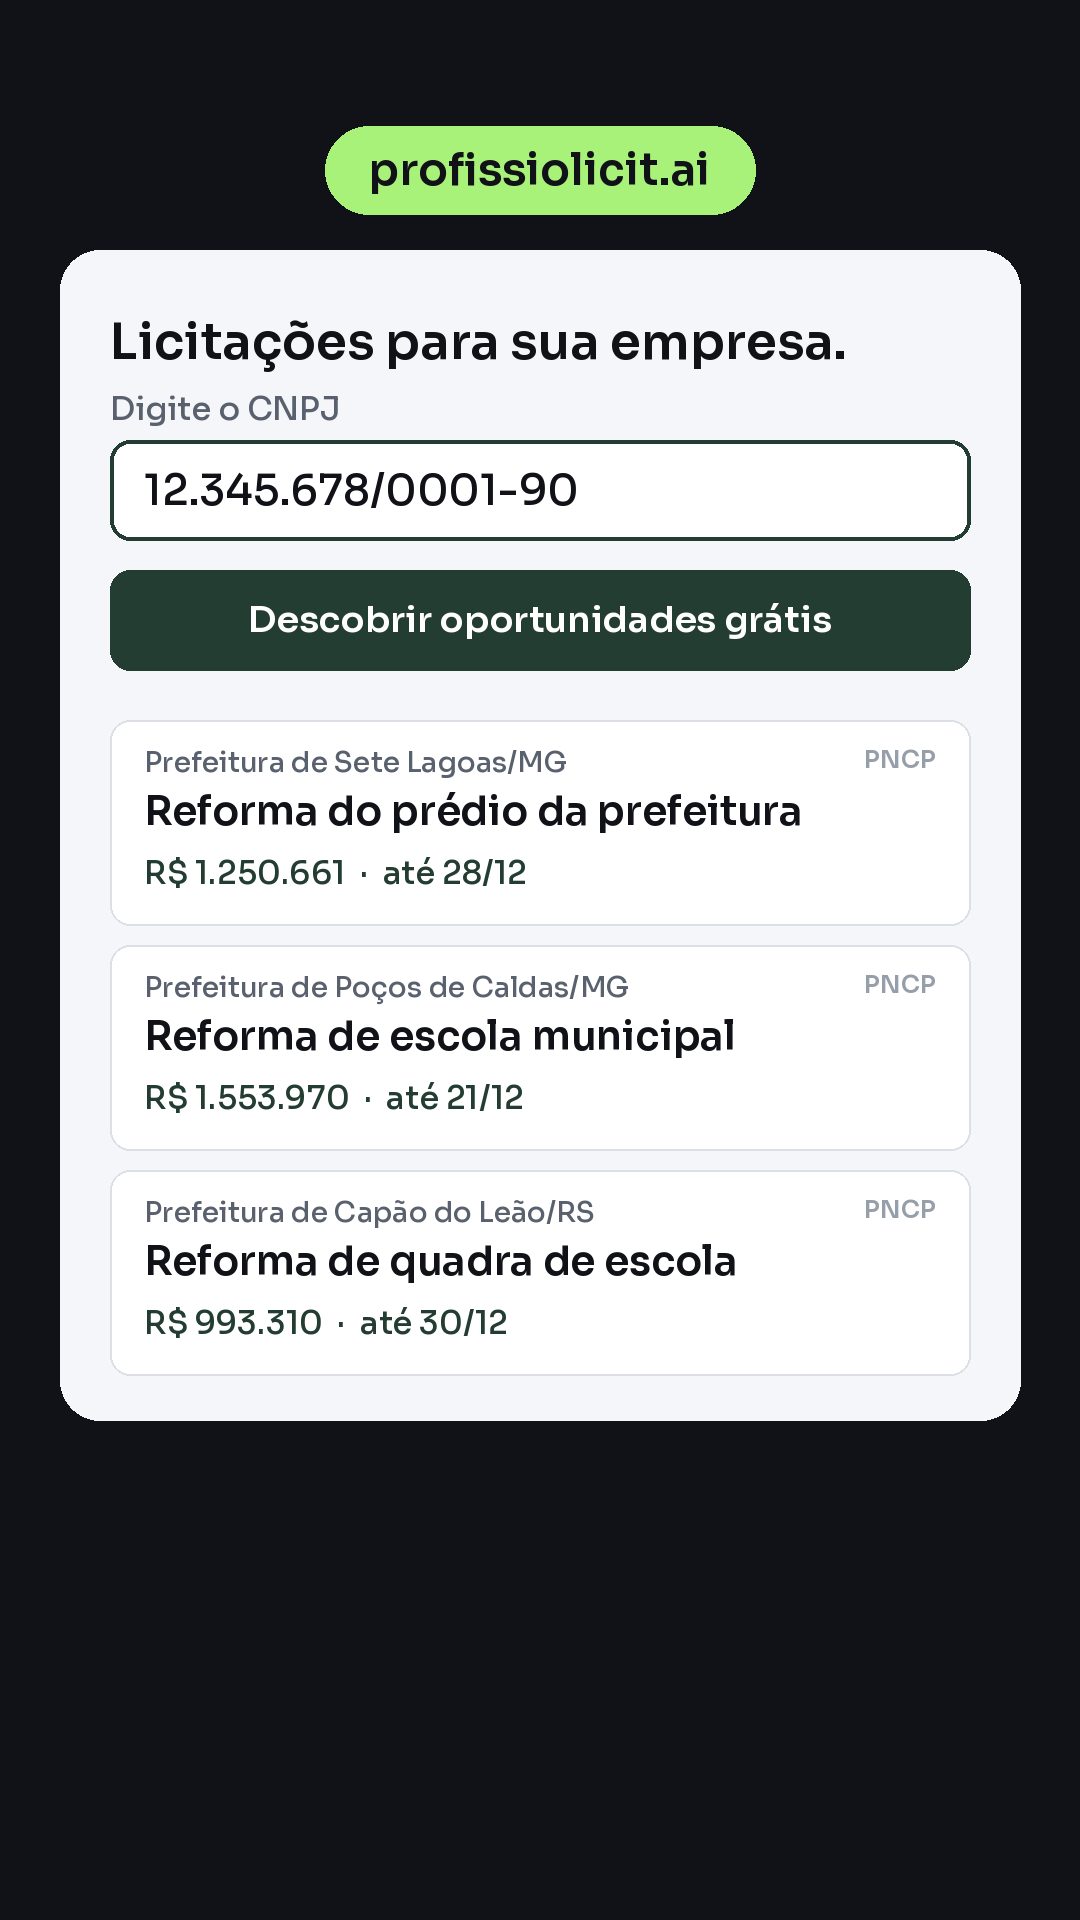 profissiolicit.ai
Licitações para sua empresa.
Digite o CNPJ
12.345.678/0001-90
Descobrir oportunidades grátis
Prefeitura de Sete Lagoas/MG
PNCP
Reforma do prédio da prefeitura
R$ 1.250.661 · até 28/12
Prefeitura de Poços de Caldas/MG
PNCP
Reforma de escola municipal
R$ 1.553.970 · até 21/12
Prefeitura de Capão do Leão/RS
PNCP
Reforma de quadra de escola
R$ 993.310 · até 30/12